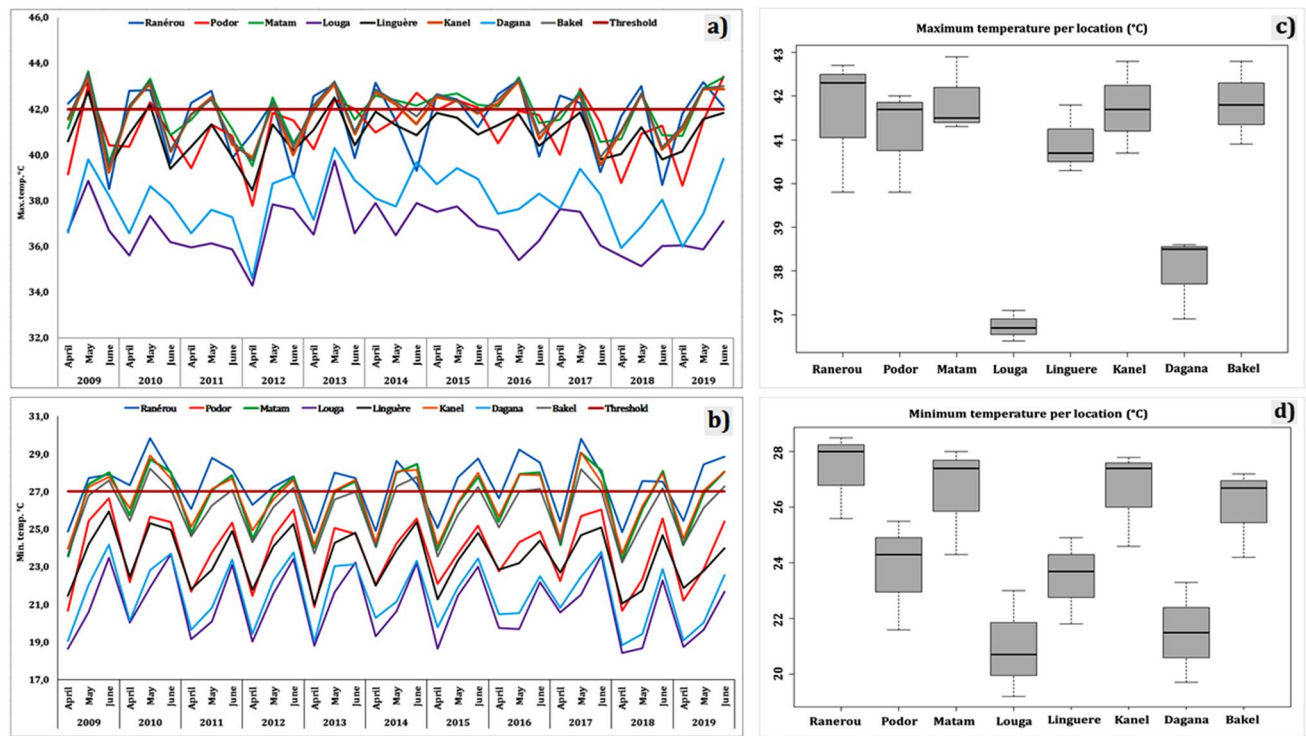 a)
Ranérou Podor Matam Louga Linguère Kanel Dagana Bakel Threshold
Max.temp. °C
46,0
44,0
42,0
40,0
38,0
36,0
34,0
32,0
April May June April May June April May June April May June April May June April May June April May June April May June April May June April May June April May June
2009 2010 2011 2012 2013 2014 2015 2016 2017 2018 2019
c)
Maximum temperature per location (°C)
43
42
41
40
39
38
37
Ranerou Podor Matam Louga Linguere Kanel Dagana Bakel
b)
Ranérou Podor Matam Louga Linguère Kanel Dagana Bakel Threshold
Min. temp. °C
31,0
29,0
27,0
25,0
23,0
21,0
19,0
17,0
April May June April May June April May June April May June April May June April May June April May June April May June April May June April May June April May June
2009 2010 2011 2012 2013 2014 2015 2016 2017 2018 2019
d)
Minimum temperature per location (°C)
28
26
24
22
20
Ranerou Podor Matam Louga Linguere Kanel Dagana Bakel